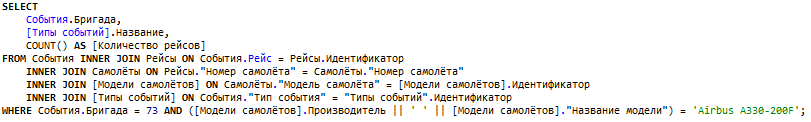 SELECT
События.Бригада,
[Типы событий].Название,
COUNT() AS [Количество рейсов]
FROM События INNER JOIN Рейсы ON События.Рейс = Рейсы.Идентификатор
INNER JOIN Самолёты ON Рейсы."Номер самолёта" = Самолёты."Номер самолёта"
INNER JOIN [Модели самолётов] ON Самолёты."Модель самолёта" = [Модели самолётов].Идентификатор
INNER JOIN [Типы событий] ON События."Тип события" = "Типы событий".Идентификатор
WHERE События.Бригада = 73 AND ([Модели самолётов].Производитель || ' ' || [Модели самолётов]."Название модели") = 'Airbus A330-200F';